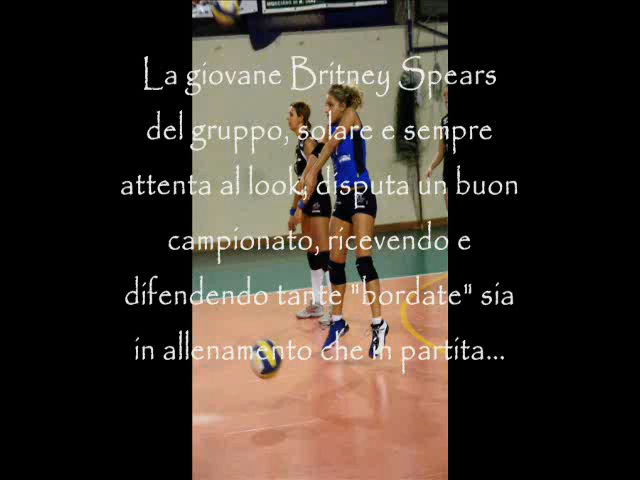 La giovane Britney Spears
del gruppo, solare e sempre
attenta al look, disputa un buon
campionato, ricevendo e
difendendo tante "bordate" sia
in allenamento che in partita...